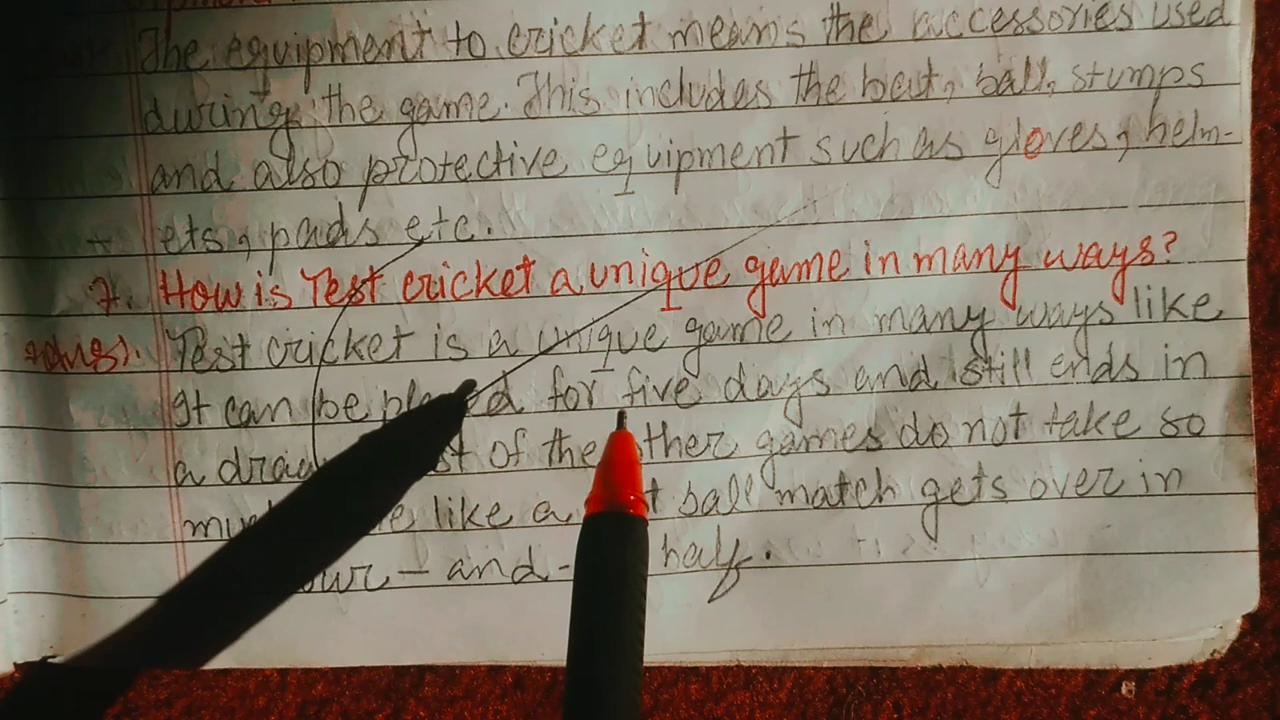 The equipment to cricket means the accessories used
during the game. This includes the bat, ball, stumps
and also protective equipment such as gloves, helm-
ets, pads etc.
7. How is Test cricket a unique game in many ways?
Ans). Test cricket is a unique game in many ways like
It can be for five days and still ends in
a of the other games do not take so
like a ball match gets over in
- and - half.